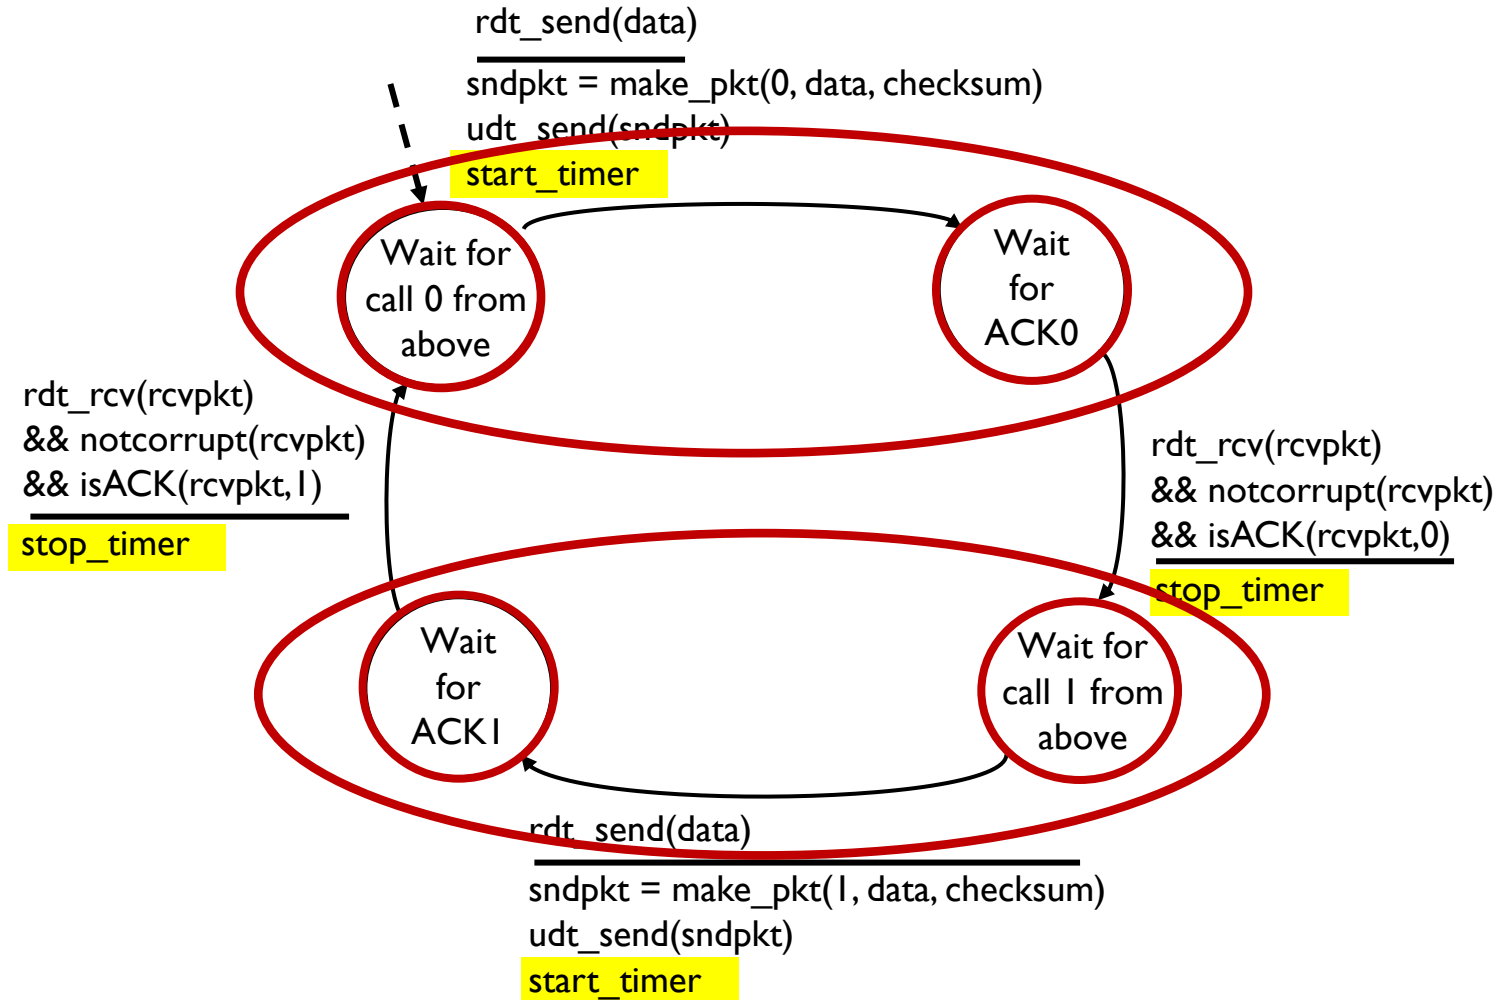 rdt_send(data)
sndpkt = make_pkt(0, data, checksum)
udt_send(sndpkt)
start_timer
Wait for
call 0 from
above
Wait
for
ACK0
rdt_rcv(rcvpkt)
&& notcorrupt(rcvpkt)
&& isACK(rcvpkt,1)
stop_timer
rdt_rcv(rcvpkt)
&& notcorrupt(rcvpkt)
&& isACK(rcvpkt,0)
stop_timer
Wait
for
ACK1
Wait for
call 1 from
above
rdt_send(data)
sndpkt = make_pkt(1, data, checksum)
udt_send(sndpkt)
start_timer